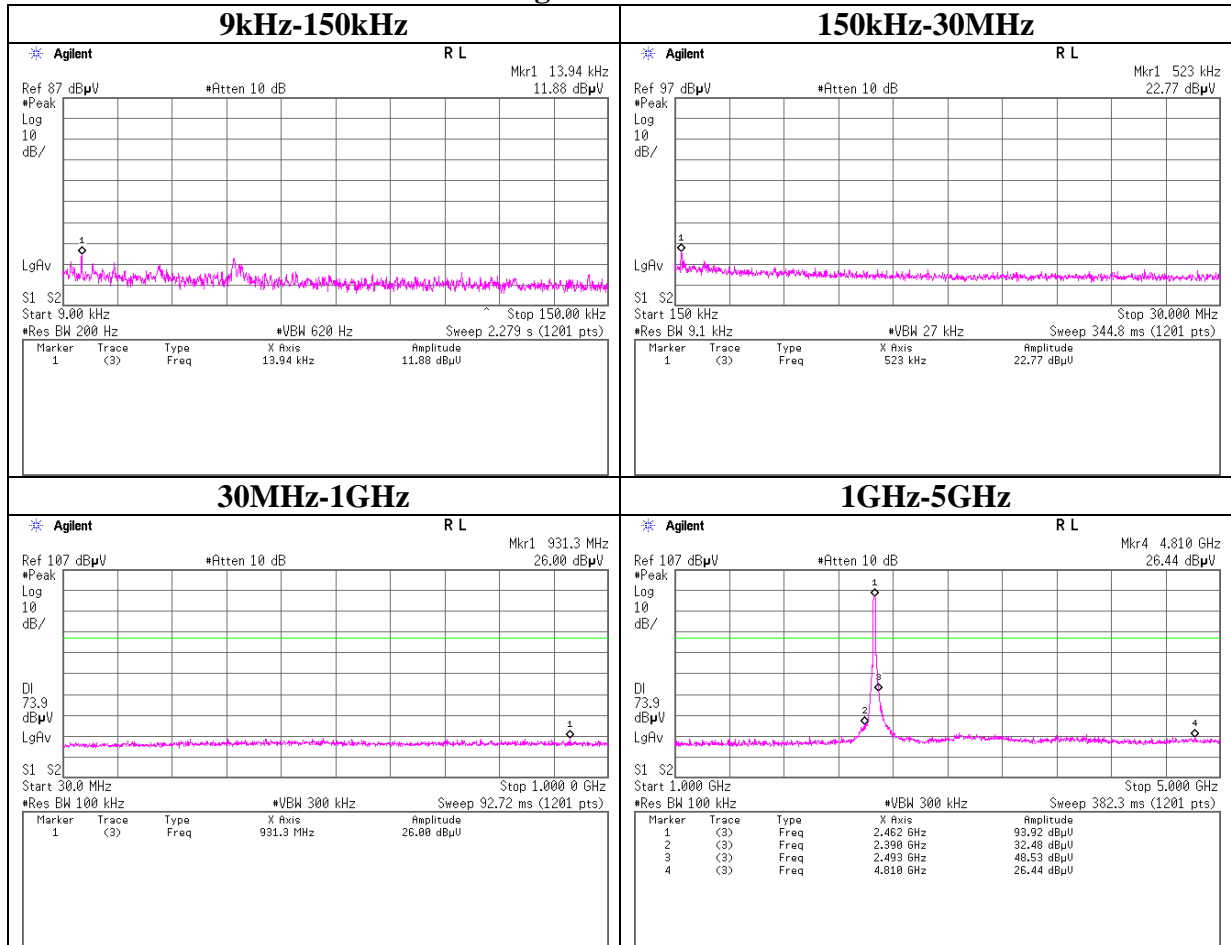 9kHz-150kHz
Agilent R L
Mkr1 13.94 kHz
Ref 87 dBµV #Atten 10 dB 11.88 dBµV
#Peak
Log
10
dB/
1
LgAv
S1 S2
Start 9.00 kHz ^ Stop 150.00 kHz
#Res BW 200 Hz #VBW 620 Hz Sweep 2.279 s (1201 pts)
Marker Trace Type X Axis Amplitude
1 (3) Freq 13.94 kHz 11.88 dBµV
150kHz-30MHz
Agilent R L
Mkr1 523 kHz
Ref 97 dBµV #Atten 10 dB 22.77 dBµV
#Peak
Log
10
dB/
1
LgAv
S1 S2
Start 150 kHz Stop 30.000 MHz
#Res BW 9.1 kHz #VBW 27 kHz Sweep 344.8 ms (1201 pts)
Marker Trace Type X Axis Amplitude
1 (3) Freq 523 kHz 22.77 dBµV
30MHz-1GHz
Agilent R L
Mkr1 931.3 MHz
Ref 107 dBµV #Atten 10 dB 26.00 dBµV
#Peak
Log
10
dB/
DI
73.9
dBµV
1
LgAv
S1 S2
Start 30.0 MHz Stop 1.000 0 GHz
#Res BW 100 kHz #VBW 300 kHz Sweep 92.72 ms (1201 pts)
Marker Trace Type X Axis Amplitude
1 (3) Freq 931.3 MHz 26.00 dBµV
1GHz-5GHz
Agilent R L
Mkr4 4.810 GHz
Ref 107 dBµV #Atten 10 dB 26.44 dBµV
#Peak
1
Log
10
dB/
3
DI
73.9
dBµV
2 4
LgAv
S1 S2
Start 1.000 GHz Stop 5.000 GHz
#Res BW 100 kHz #VBW 300 kHz Sweep 382.3 ms (1201 pts)
Marker Trace Type X Axis Amplitude
1 (3) Freq 2.462 GHz 93.92 dBµV
2 (3) Freq 2.390 GHz 32.48 dBµV
3 (3) Freq 2.493 GHz 48.53 dBµV
4 (3) Freq 4.810 GHz 26.44 dBµV